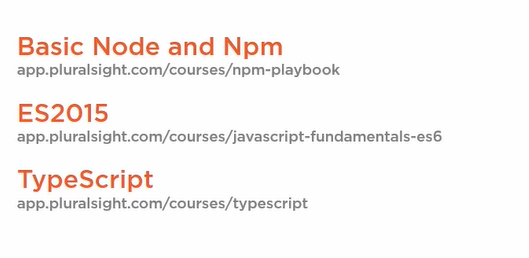 Basic Node and Npm
app.pluralsight.com/courses/npm-playbook
ES2015
app.pluralsight.com/courses/javascript-fundamentals-es6
TypeScript
app.pluralsight.com/courses/typescript